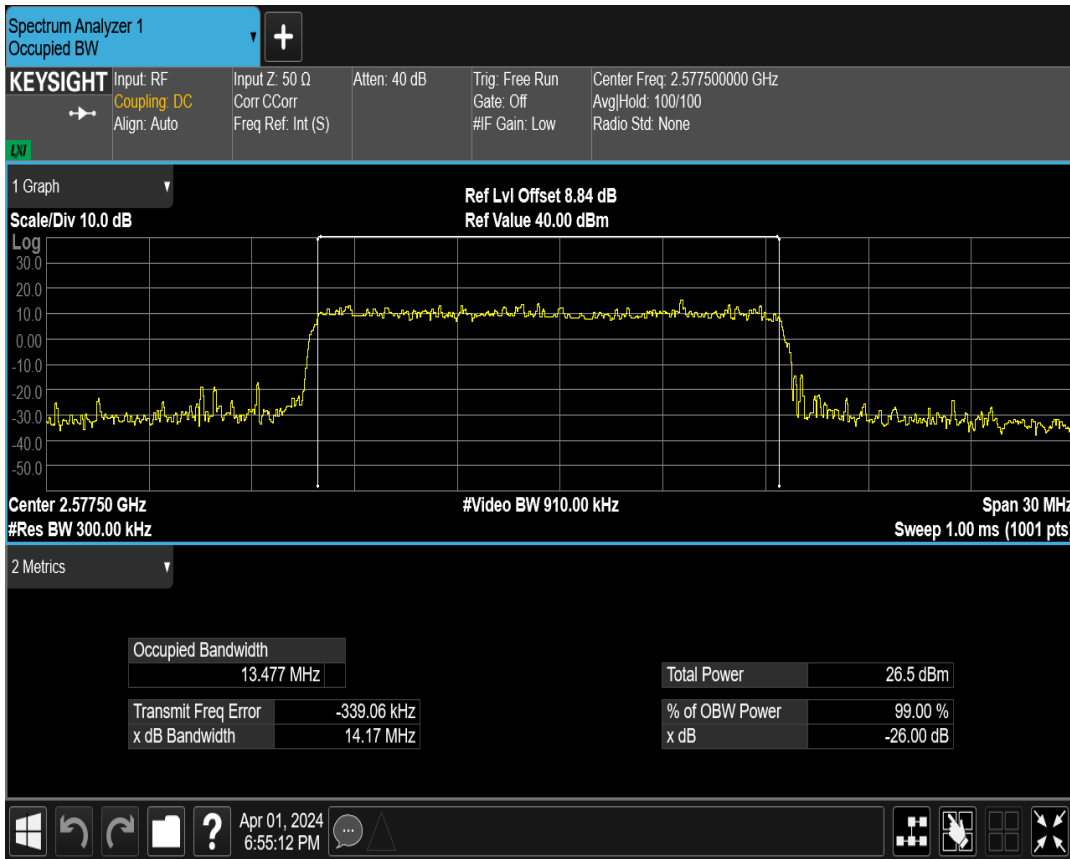 Spectrum Analyzer 1
Occupied BW
+
KEYSIGHT
LXI
Input: RF
Coupling: DC
Align: Auto
Input Z: 50 Ω
Corr CCorr
Freq Ref: Int (S)
Atten: 40 dB
Trig: Free Run
Gate: Off
#IF Gain: Low
Center Freq: 2.577500000 GHz
Avg|Hold: 100/100
Radio Std: None
1 Graph
Scale/Div 10.0 dB
Ref Lvl Offset 8.84 dB
Ref Value 40.00 dBm
Log
30.0
20.0
10.0
0.00
-10.0
-20.0
-30.0
-40.0
-50.0
Center 2.57750 GHz
#Video BW 910.00 kHz
Span 30 MHz
#Res BW 300.00 kHz
Sweep 1.00 ms (1001 pts)
2 Metrics
Occupied Bandwidth
13.477 MHz
Total Power 26.5 dBm
Transmit Freq Error -339.06 kHz
% of OBW Power 99.00 %
x dB Bandwidth 14.17 MHz
x dB -26.00 dB
?
Apr 01, 2024
6:55:12 PM